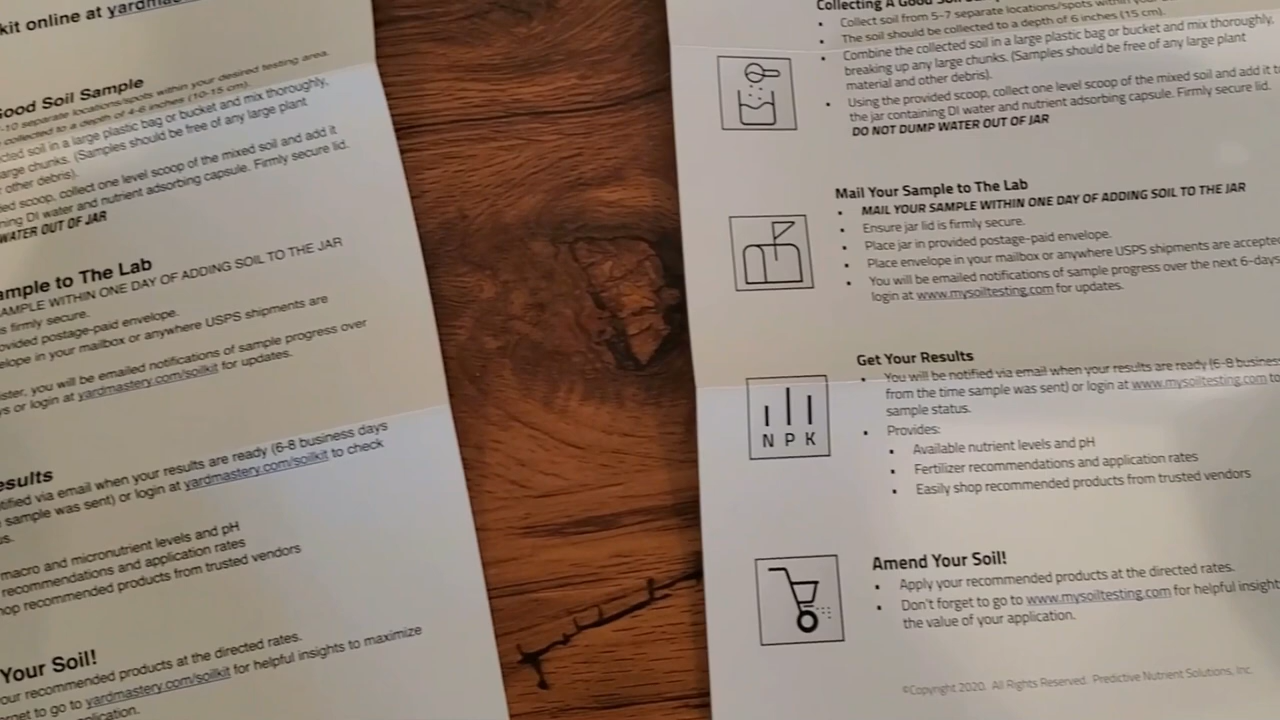 kit online at
Good Soil Sample
-10 separate locations/spots within your desired testing area.
collected to a depth of 4-6 inches (10-15 cm).
soil in a large plastic bag or bucket and mix thoroughly,
large chunks. (Samples should be free of any large plant
other debris).
scoop, collect one level scoop of the mixed soil and add it
DI water and nutrient adsorbing capsule. Firmly secure lid.
WATER OUT OF JAR
to The Lab
WITHIN ONE DAY OF ADDING SOIL TO THE JAR
is firmly secure.
postage-paid envelope.
in your mailbox or anywhere USPS shipments are
you will be emailed notifications of sample progress over
or login at yardmastery.com/soilkit for updates.
via email when your results are ready (6-8 business days
sample was sent) or login at yardmastery.com/soilkit to check
macro and micronutrient levels and pH
recommendations and application rates
recommended products from trusted vendors
Your Soil!
recommended products at the directed rates.
to go to yardmastery.com/soilkit for helpful insights to maximize
Collecting A Good Soil
Collect soil from 5-7 separate locations/spots within
The soil should be collected to a depth of 6 inches (15 cm).
Combine the collected soil in a large plastic bag or bucket and mix thoroughly,
breaking up any large chunks. (Samples should be free of any large plant
material and other debris).
Using the provided scoop, collect one level scoop of the mixed soil and add it
the jar containing DI water and nutrient adsorbing capsule. Firmly secure lid.
DO NOT DUMP WATER OUT OF JAR
Mail Your Sample to The Lab
MAIL YOUR SAMPLE WITHIN ONE DAY OF ADDING SOIL TO THE JAR
Ensure jar lid is firmly secure.
Place jar in provided postage-paid envelope.
Place envelope in your mailbox or anywhere USPS shipments are accepted
You will be emailed notifications of sample progress over the next 6-days
login at www.mysoiltesting.com for updates.
Get Your Results
You will be notified via email when your results are ready (6-8 business
from the time sample was sent) or login at www.mysoiltesting.com to
sample status.
N P K
Provides:
Available nutrient levels and pH
Fertilizer recommendations and application rates
Easily shop recommended products from trusted vendors
Amend Your Soil!
Apply your recommended products at the directed rates.
Don't forget to go to www.mysoiltesting.com for helpful
the value of your application.
©Copyright 2020. All Rights Reserved. Predictive Nutrient Solutions, Inc.